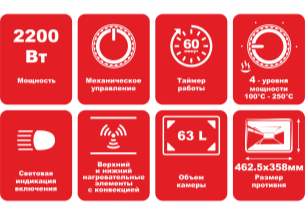 2200
Вт
Мощность
Механическое
управление
60
минут
Таймер
работы
4 - уровня
мощности
100°C - 250°C
Световая
индикация
включения
Верхний
и нижний
нагревательные
элементы
с конвекцией
63 L
Объем
камеры
462.5х358мм
Размер
противня